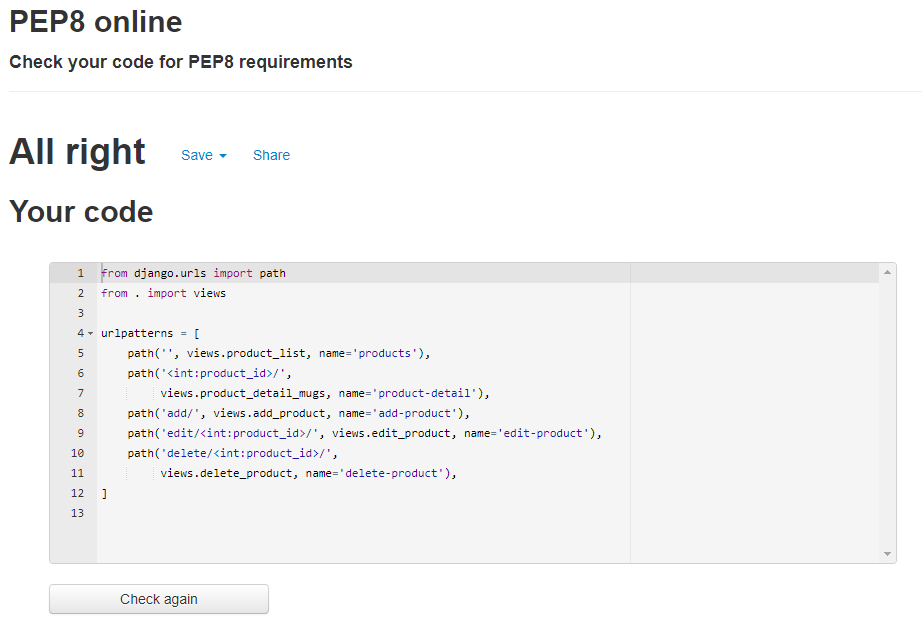 PEP8 online
Check your code for PEP8 requirements
All right Save Share
Your code
1 from django.urls import path
2 from . import views
3
4 urlpatterns = [
5     path('', views.product_list, name='products'),
6     path('<int:product_id>/',
7          views.product_detail_mugs, name='product-detail'),
8     path('add/', views.add_product, name='add-product'),
9     path('edit/<int:product_id>/', views.edit_product, name='edit-product'),
10     path('delete/<int:product_id>/',
11          views.delete_product, name='delete-product'),
12 ]
13
Check again